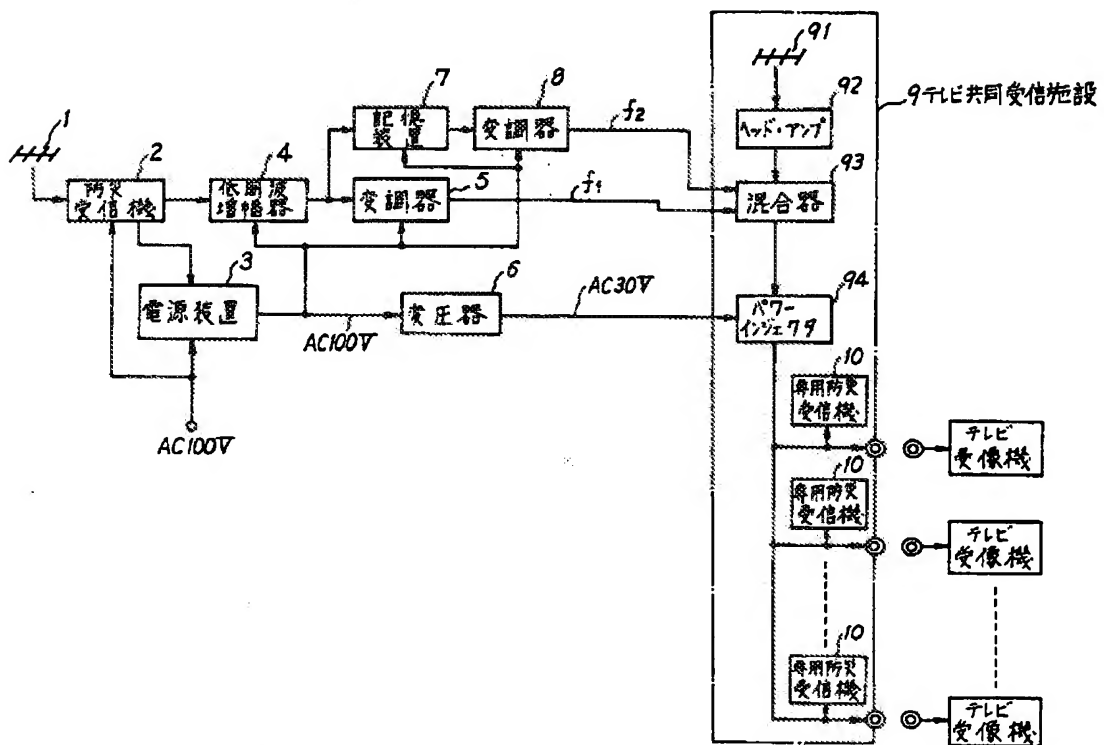 1
2
防災
受信機
4
低周波
増幅器
7
記憶
装置
8
変調器
5
変調器
f2
f1
3
電源装置
6
変圧器
AC100V
AC30V
AC100V
91
92
ヘッド・アンプ
93
混合器
94
パワー
インジェクタ
9テレビ共同受信施設
10
専用防災
受信機
テレビ
受像機
10
専用防災
受信機
テレビ
受像機
10
専用防災
受信機
テレビ
受像機